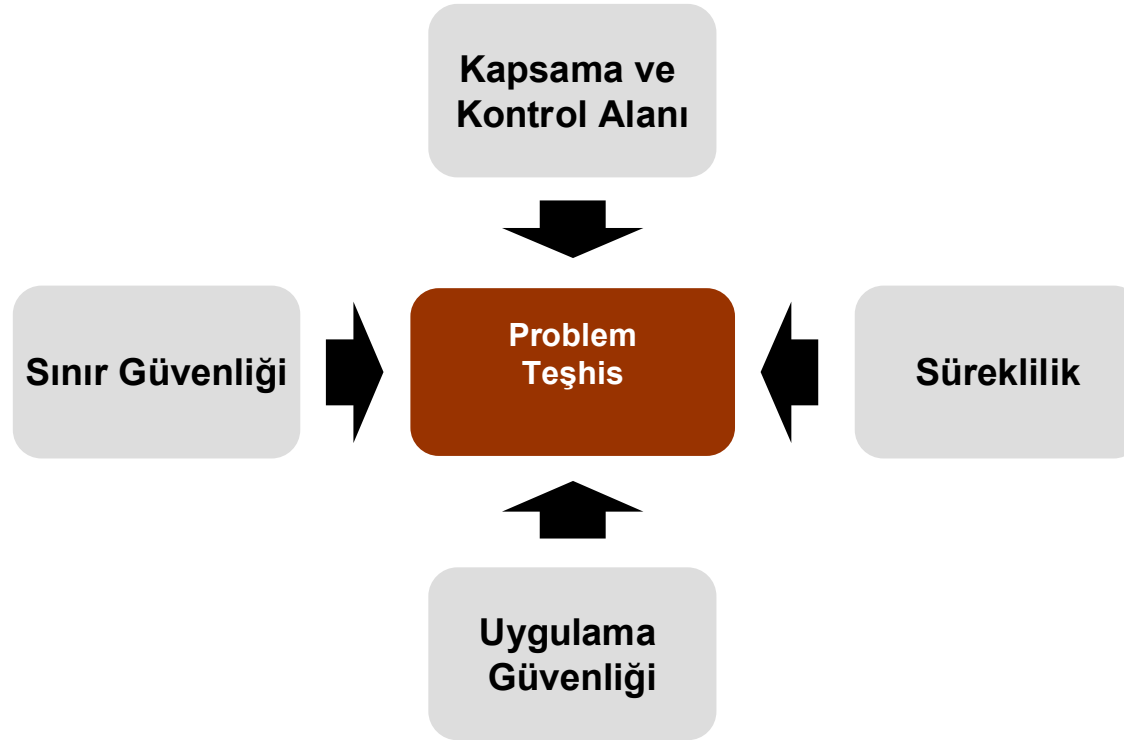 Kapsama ve
Kontrol Alanı
Sınır Güvenliği
Problem
Teşhis
Süreklilik
Uygulama
Güvenliği